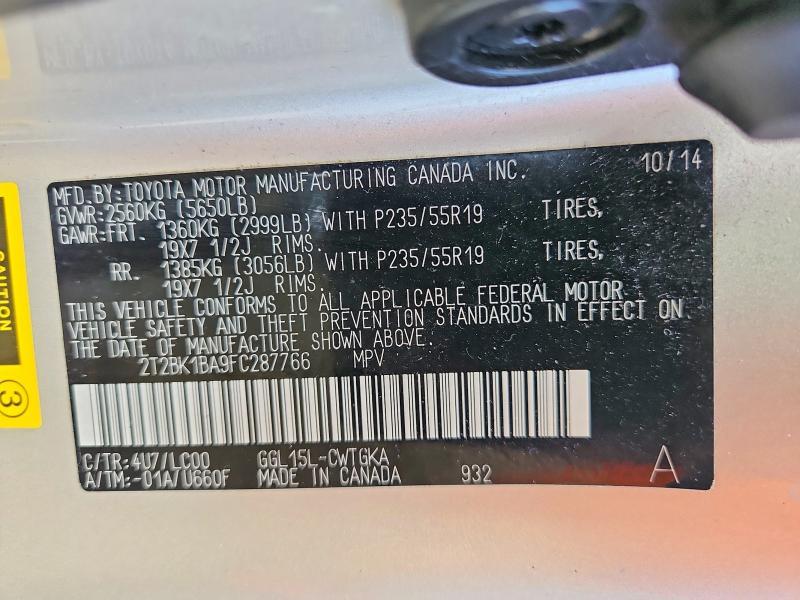 MFD.BY:TOYOTA MOTOR MANUFACTURING CANADA INC. 10/14
GVWR:2560KG (5650LB)
GAWR:FRT. 1360KG (2999LB) WITH P235/55R19 TIRES,
19X7 1/2J RIMS.
RR. 1385KG (3056LB) WITH P235/55R19 TIRES,
19X7 1/2J RIMS.
THIS VEHICLE CONFORMS TO ALL APPLICABLE FEDERAL MOTOR
VEHICLE SAFETY AND THEFT PREVENTION STANDARDS IN EFFECT ON
THE DATE OF MANUFACTURE SHOWN ABOVE.
2T2BK1BA9FC287766 MPV
C/TR:4U7/LC00 GGL15L-CWTGKA
A/TM:-01A/U660F MADE IN CANADA 932 A
CAUTION
3